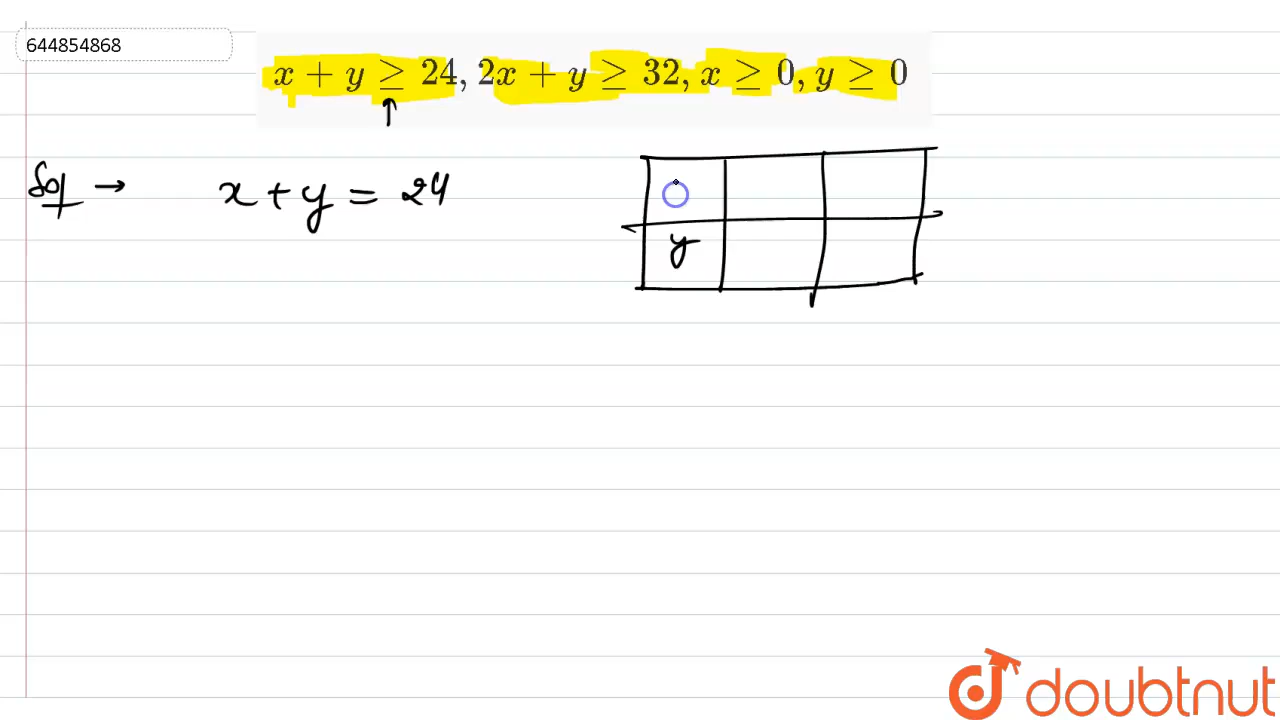 644854868
x + y ≥ 24, 2x + y ≥ 32, x ≥ 0, y ≥ 0
↑
Sol → x + y = 24
y
doubtnut